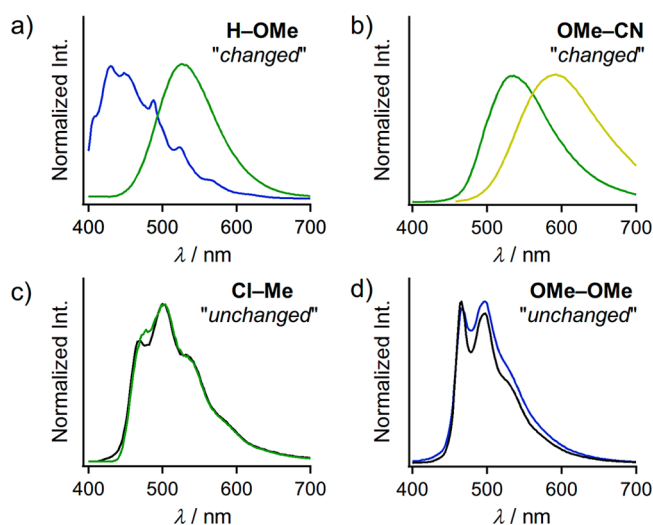 a)
H–OMe
"changed"
Normalized Int.
400 500 600 700
λ / nm
b)
OMe–CN
"changed"
Normalized Int.
400 500 600 700
λ / nm
c)
Cl–Me
"unchanged"
Normalized Int.
400 500 600 700
λ / nm
d)
OMe–OMe
"unchanged"
Normalized Int.
400 500 600 700
λ / nm